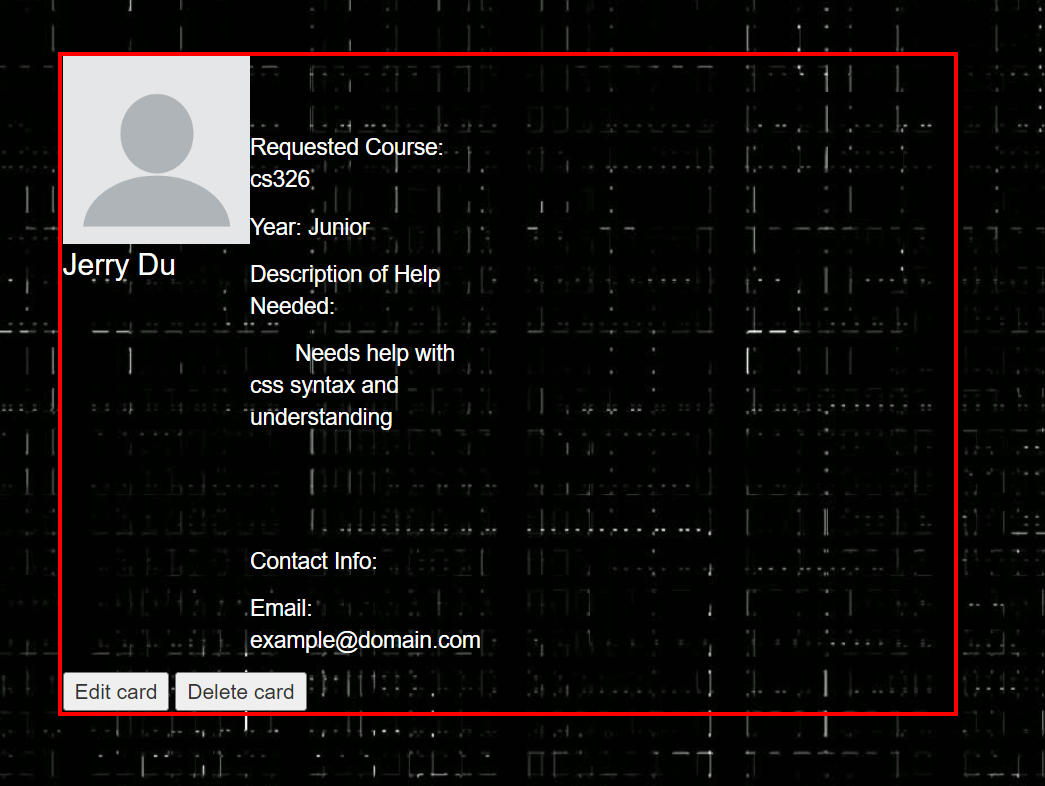 Jerry Du
Requested Course:
cs326
Year: Junior
Description of Help
Needed:
Needs help with
css syntax and
understanding
Contact Info:
Email:
example@domain.com
Edit card
Delete card